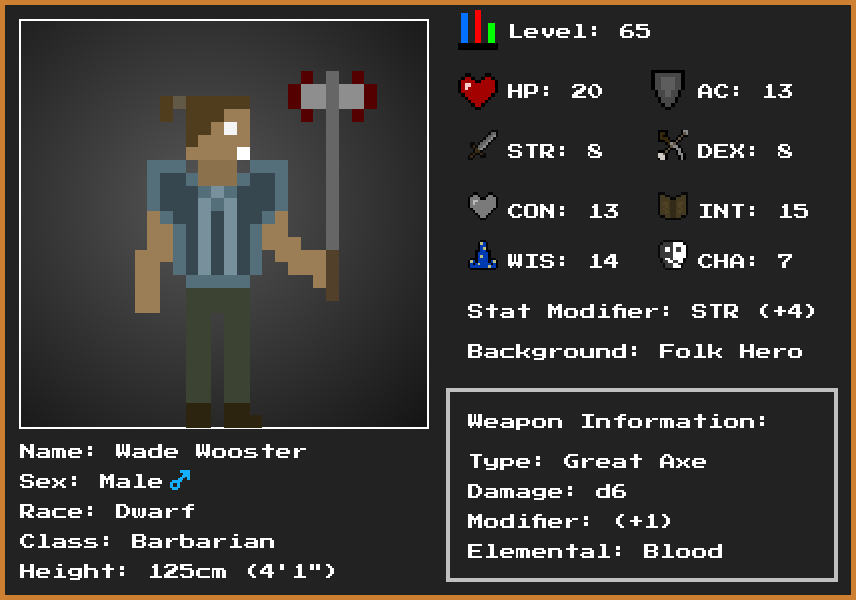 Level: 65
HP: 20
AC: 13
STR: 8
DEX: 8
CON: 13
INT: 15
WIS: 14
CHA: 7
Stat Modifier: STR (+4)
Background: Folk Hero
Weapon Information:
Type: Great Axe
Damage: d6
Modifier: (+1)
Elemental: Blood
Name: Wade Wooster
Sex: Male♂
Race: Dwarf
Class: Barbarian
Height: 125cm (4'1")